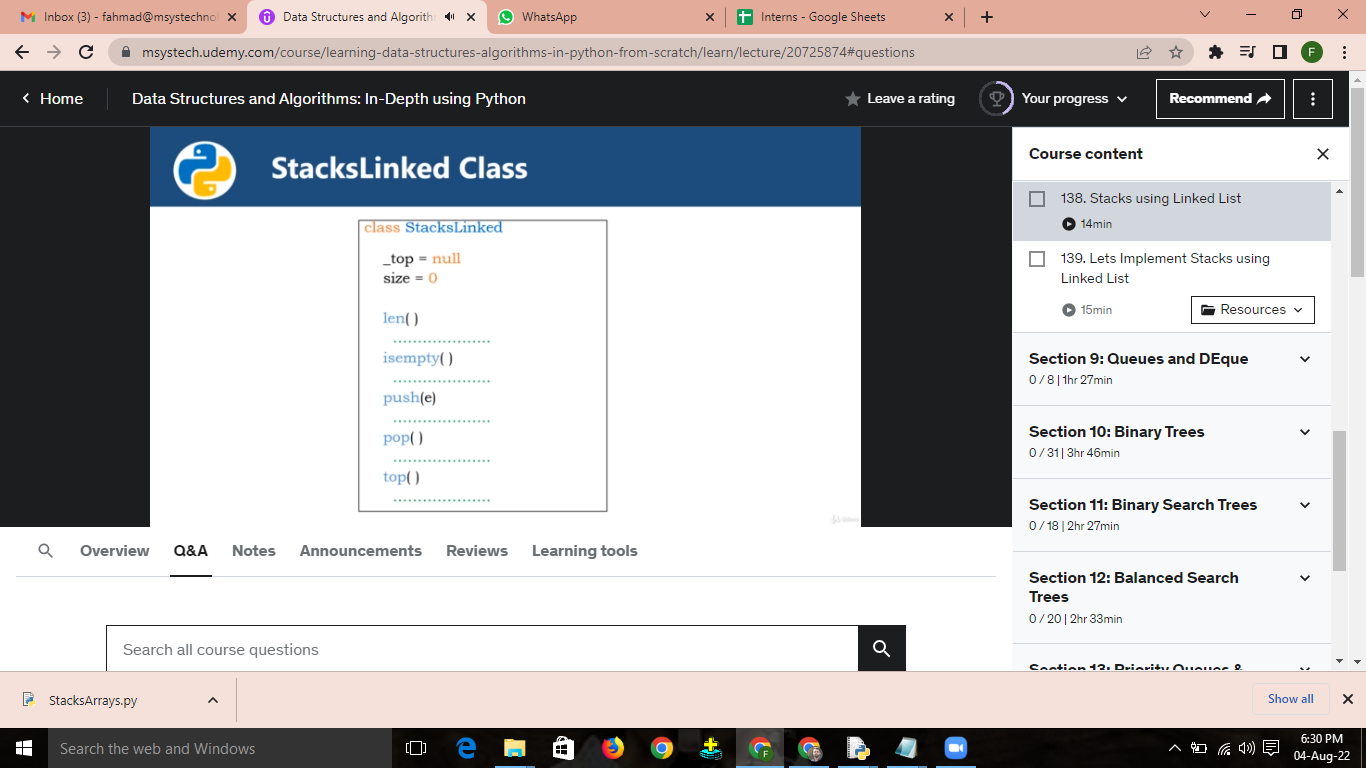 Inbox (3) - fahmad@msystechno
Data Structures and Algorith
WhatsApp
Interns - Google Sheets
msystech.udemy.com/course/learning-data-structures-algorithms-in-python-from-scratch/learn/lecture/20725874#questions
F
Home
Data Structures and Algorithms: In-Depth using Python
Leave a rating
Your progress
Recommend
StacksLinked Class
class StacksLinked
_top = null
size = 0
len( )
....................
isempty( )
....................
push(e)
....................
pop( )
....................
top( )
....................
Course content
138. Stacks using Linked List
14min
139. Lets Implement Stacks using
Linked List
15min
Resources
Section 9: Queues and DEque
0 / 8 | 1hr 27min
Section 10: Binary Trees
0 / 31 | 3hr 46min
Section 11: Binary Search Trees
0 / 18 | 2hr 27min
Section 12: Balanced Search
Trees
0 / 20 | 2hr 33min
Section 13: Priority Queues &
Overview
Q&A
Notes
Announcements
Reviews
Learning tools
Search all course questions
StacksArrays.py
Show all
Search the web and Windows
6:30 PM
04-Aug-22